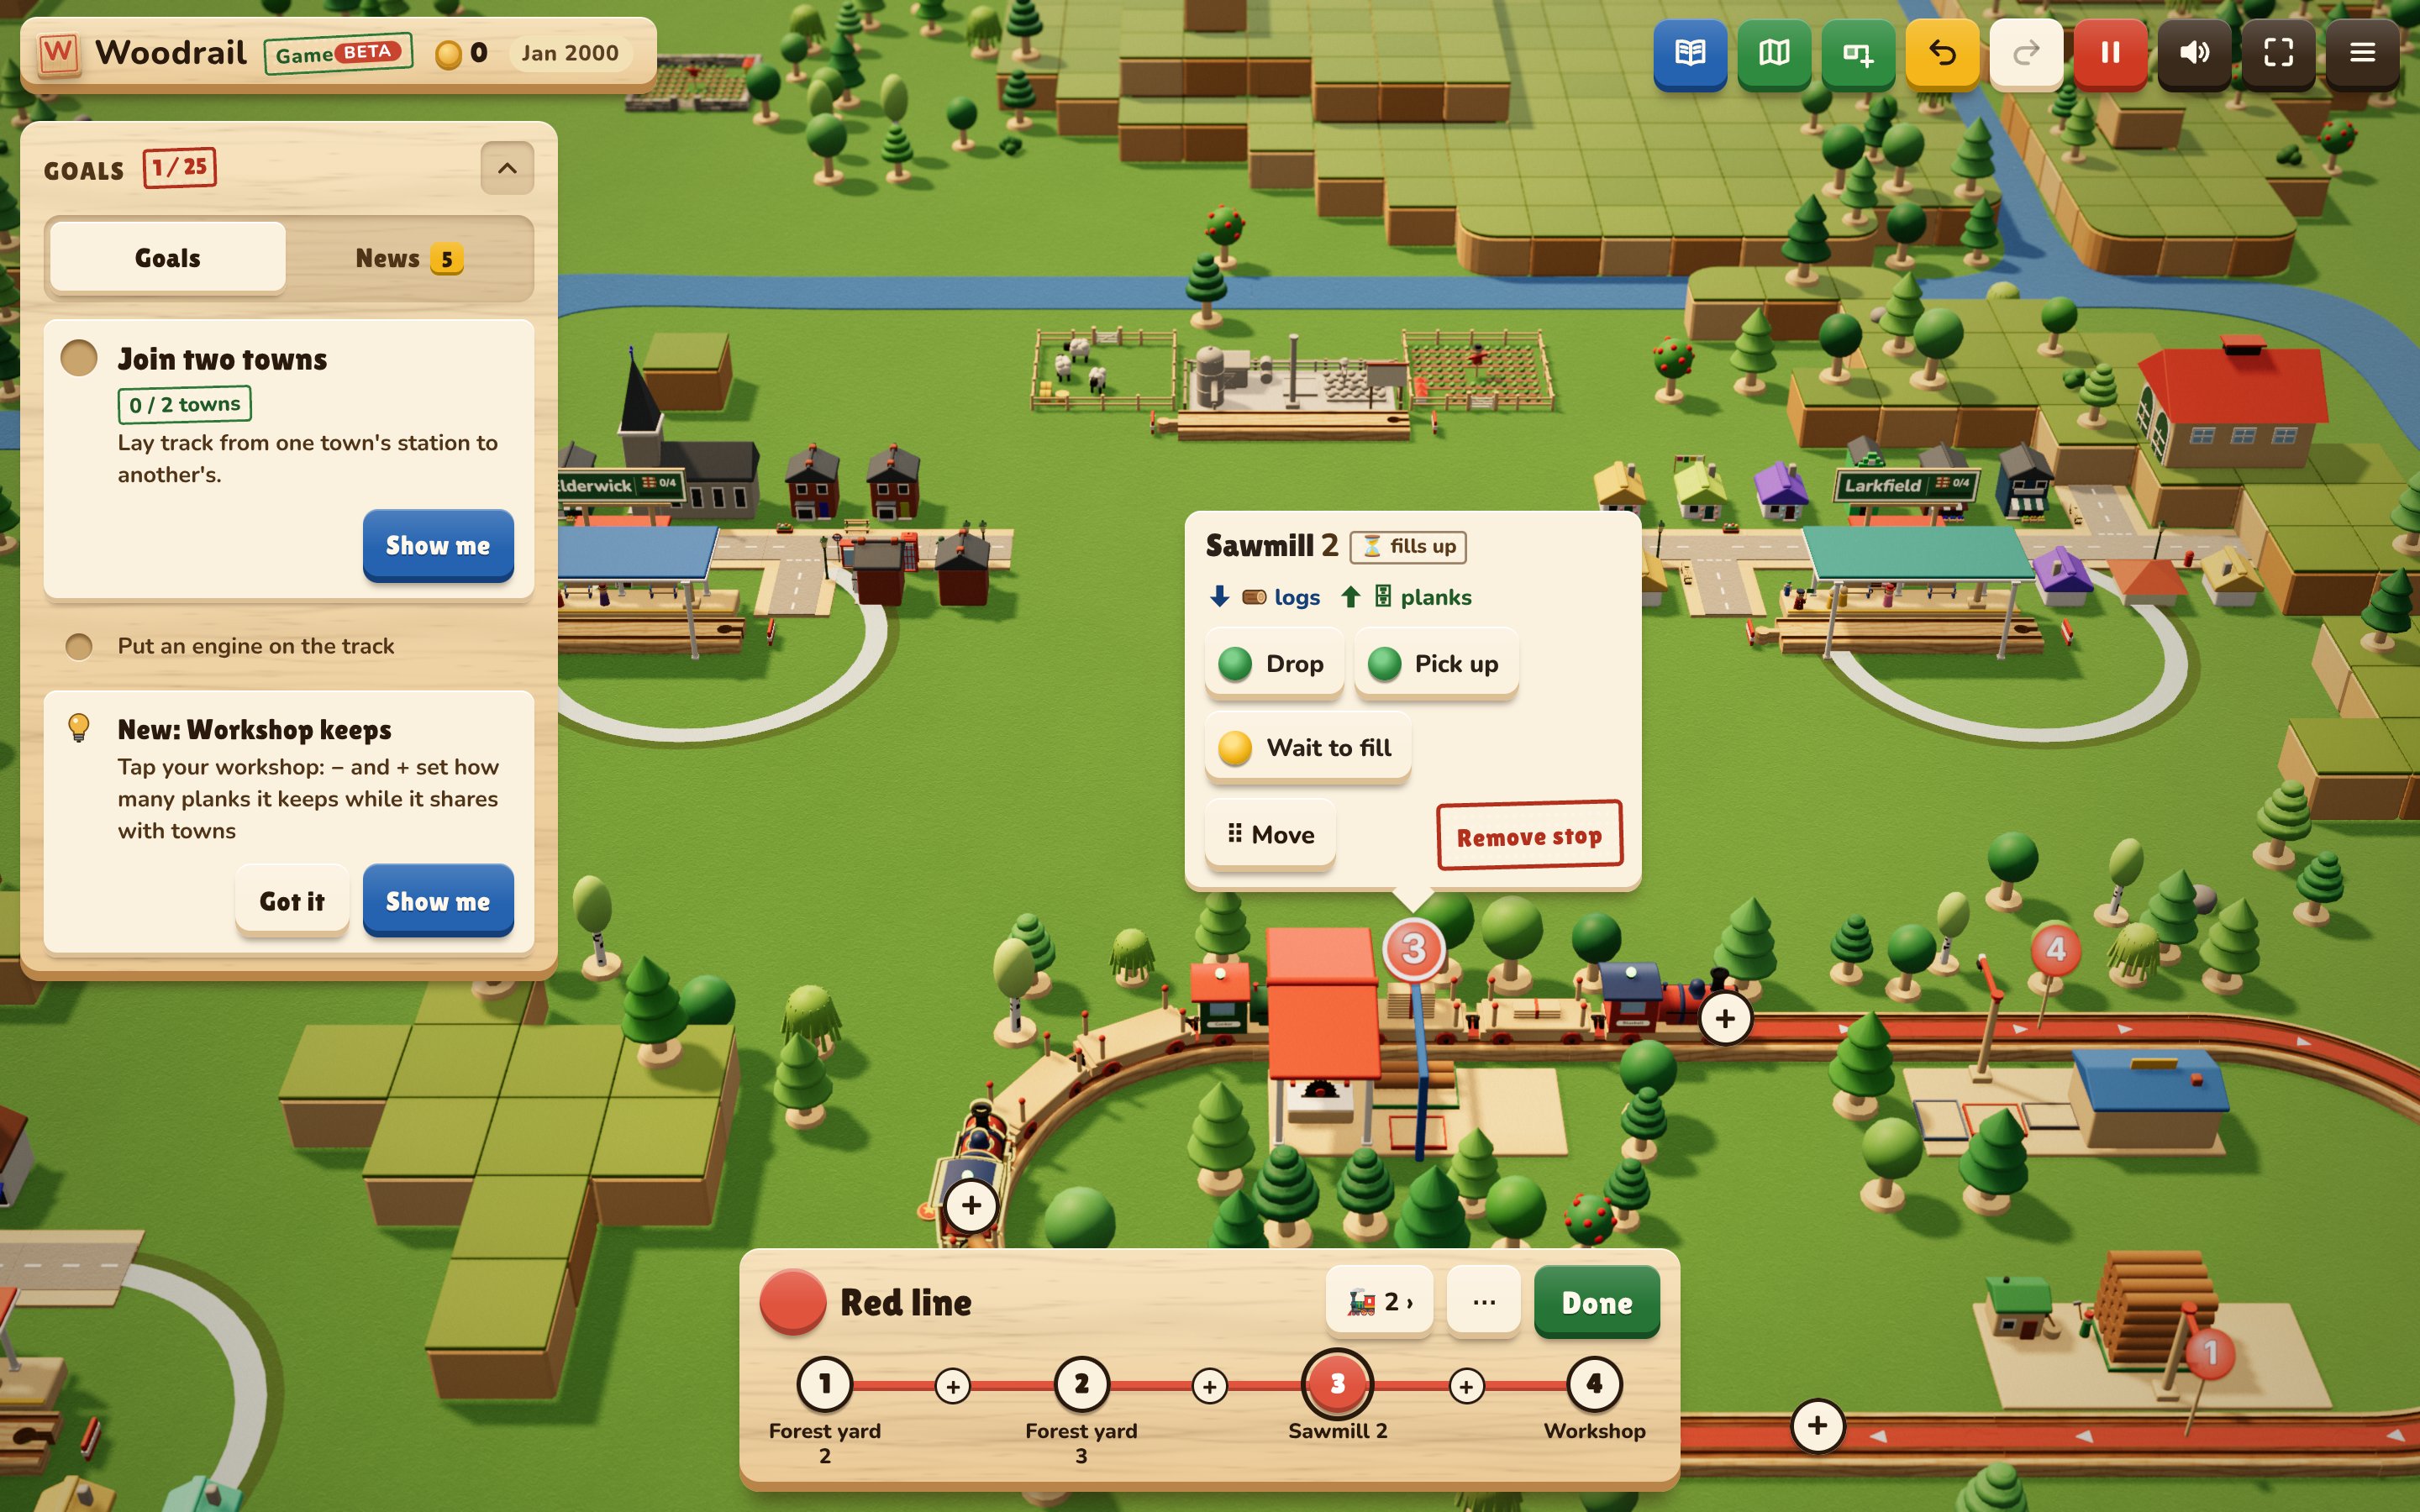 W Woodrail Game BETA 0 Jan 2000
GOALS 1/25
Goals News 5
Join two towns
0 / 2 towns
Lay track from one town's station to
another's.
Show me
Put an engine on the track
New: Workshop keeps
Tap your workshop: − and + set how
many planks it keeps while it shares
with towns
Got it Show me
lderwick 0/4
Larkfield 0/4
Sawmill 2 fills up
logs planks
Drop Pick up
Wait to fill
Move Remove stop
3
4
1
Red line 2 › ... Done
1 2 3 4
Forest yard
2
Forest yard
3
Sawmill 2
Workshop